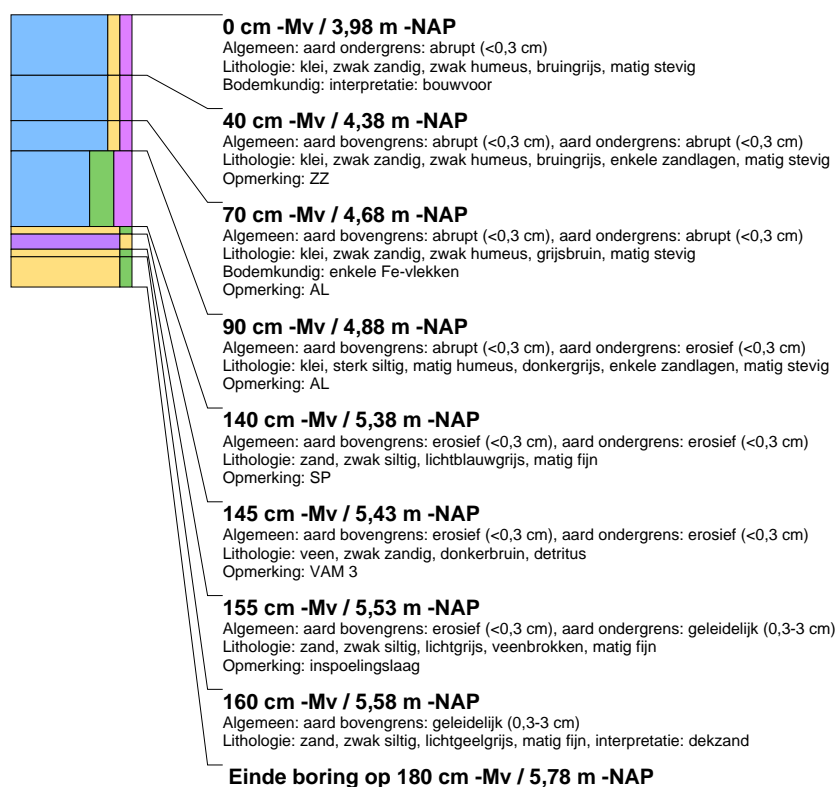 0 cm -Mv / 3,98 m -NAP
Algemeen: aard ondergrens: abrupt (<0,3 cm)
Lithologie: klei, zwak zandig, zwak humeus, bruingrijs, matig stevig
Bodemkundig: interpretatie: bouwvoor
40 cm -Mv / 4,38 m -NAP
Algemeen: aard bovengrens: abrupt (<0,3 cm), aard ondergrens: abrupt (<0,3 cm)
Lithologie: klei, zwak zandig, zwak humeus, bruingrijs, enkele zandlagen, matig stevig
Opmerking: ZZ
70 cm -Mv / 4,68 m -NAP
Algemeen: aard bovengrens: abrupt (<0,3 cm), aard ondergrens: abrupt (<0,3 cm)
Lithologie: klei, zwak zandig, zwak humeus, grijsbruin, matig stevig
Bodemkundig: enkele Fe-vlekken
Opmerking: AL
90 cm -Mv / 4,88 m -NAP
Algemeen: aard bovengrens: abrupt (<0,3 cm), aard ondergrens: erosief (<0,3 cm)
Lithologie: klei, sterk siltig, matig humeus, donkergrijs, enkele zandlagen, matig stevig
Opmerking: AL
140 cm -Mv / 5,38 m -NAP
Algemeen: aard bovengrens: erosief (<0,3 cm), aard ondergrens: erosief (<0,3 cm)
Lithologie: zand, zwak siltig, lichtblauwgrijs, matig fijn
Opmerking: SP
145 cm -Mv / 5,43 m -NAP
Algemeen: aard bovengrens: erosief (<0,3 cm), aard ondergrens: erosief (<0,3 cm)
Lithologie: veen, zwak zandig, donkerbruin, detritus
Opmerking: VAM 3
155 cm -Mv / 5,53 m -NAP
Algemeen: aard bovengrens: erosief (<0,3 cm), aard ondergrens: geleidelijk (0,3-3 cm)
Lithologie: zand, zwak siltig, lichtgrijs, veenbrokken, matig fijn
Opmerking: inspoelingslaag
160 cm -Mv / 5,58 m -NAP
Algemeen: aard bovengrens: geleidelijk (0,3-3 cm)
Lithologie: zand, zwak siltig, lichtgeelgrijs, matig fijn, interpretatie: dekzand
Einde boring op 180 cm -Mv / 5,78 m -NAP